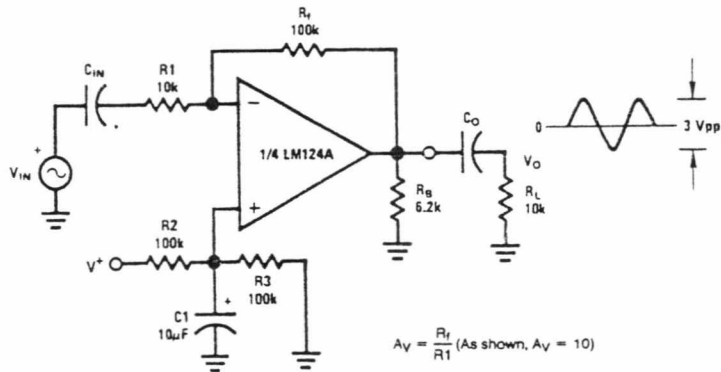 Rf
100k
CIN
R1
10k
−
CO
0
3 Vpp
+
VIN
1/4 LM124A
VO
+
RB
6.2k
RL
10k
R2
100k
V+
R3
100k
+
C1
10µF
AV = Rf/R1 (As shown, AV = 10)